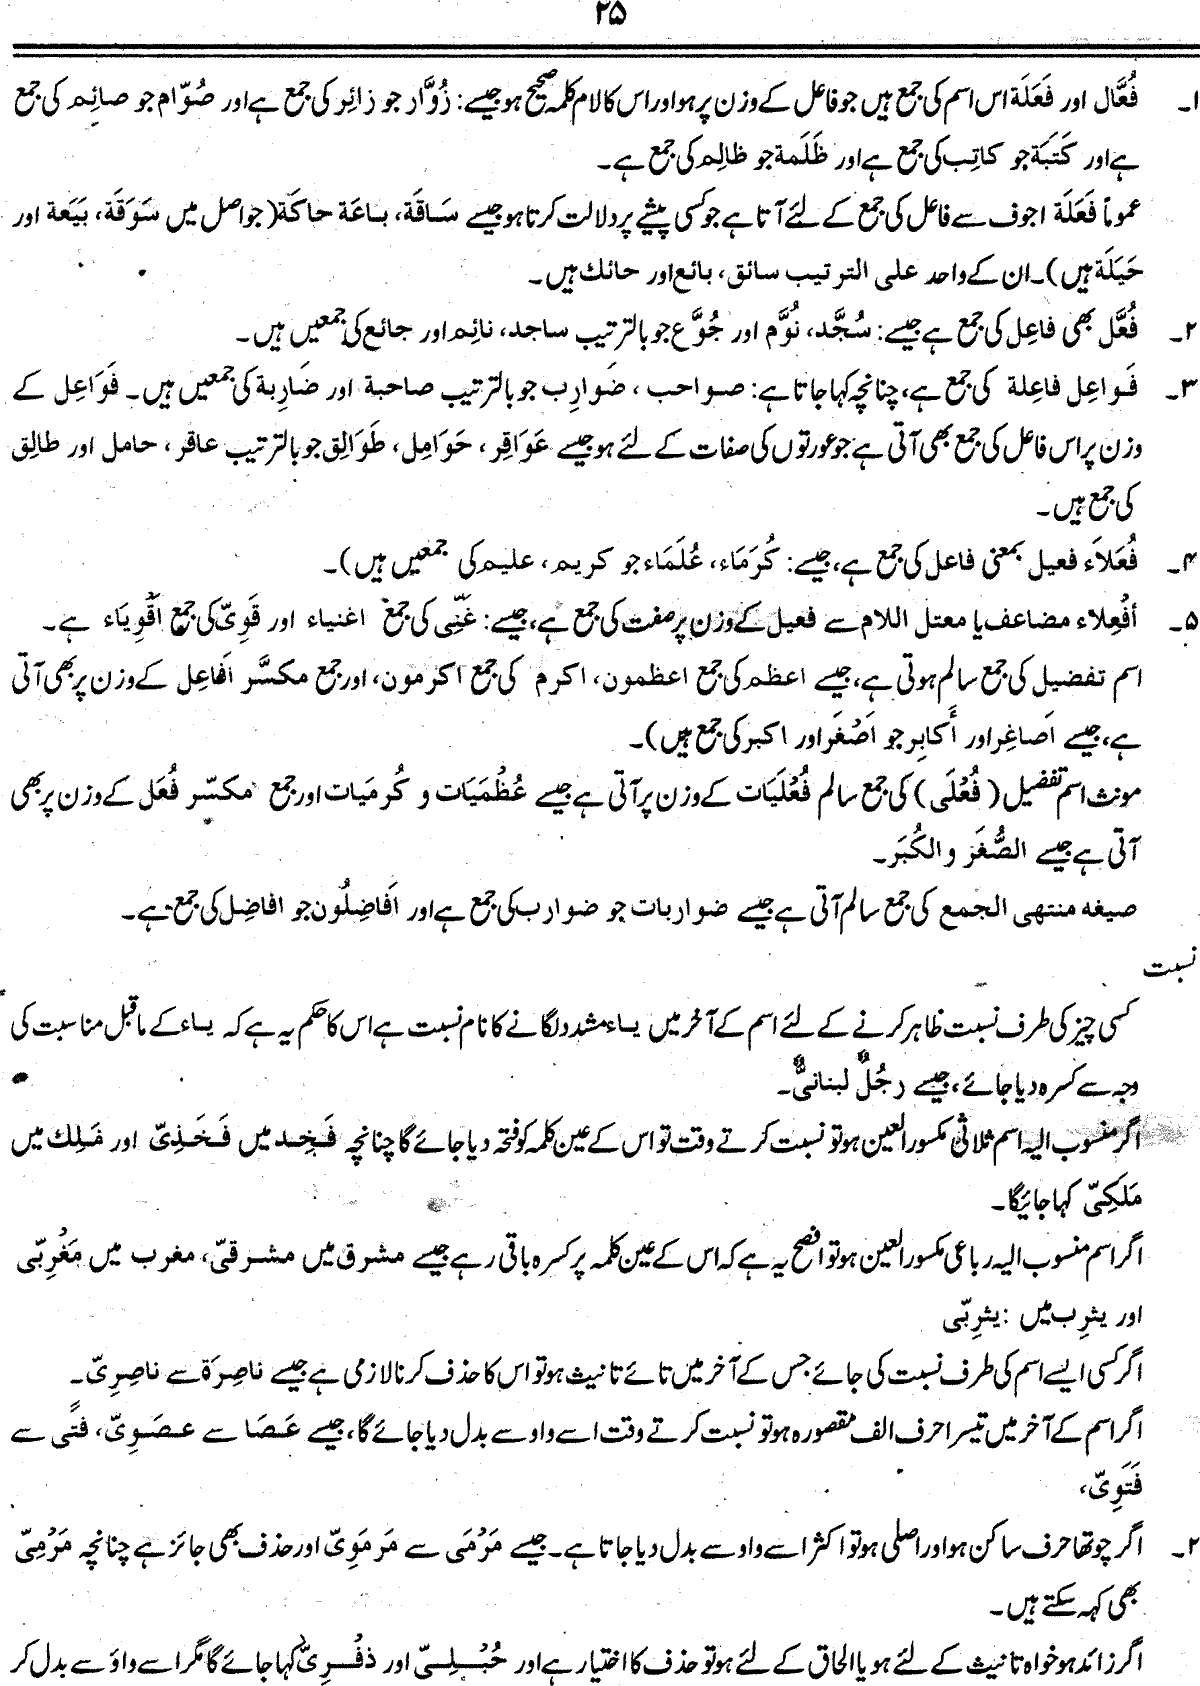 ۲۵
۱۔ فُعَّال اور فَعَلَة اس اسم کی جمع ہیں جو فاعل کے وزن پر ہو اور اس کا لام کلمہ صحیح ہو جیسے: زُوَّار جو زائِر کی جمع ہے اور صُوّام جو صائِم کی جمع
ہے اور کَتَبَة جو کاتِب کی جمع ہے اور ظَلَمة جو ظالِم کی جمع ہے۔
عموماً فَعَلَة اجوف سے فاعل کی جمع کے لئے آتا ہے جو کسی پیشے پر دلالت کرتا ہو جیسے سَاقَة، باعَة حاکَة (جو اصل میں سَوَقَة، بَیَعة اور
حَیَلَة ہیں)۔ ان کے واحد علی الترتیب سائق، بائع اور حائك ہیں۔
۲۔ فُعَّل بھی فاعِل کی جمع ہے جیسے: سُجَّد، نُوَّم اور جُوَّع جو بالترتیب ساجد، نائِم اور جائع کی جمعیں ہیں۔
۳۔ فَواعِل فاعِلة کی جمع ہے، چنانچہ کہا جاتا ہے: صواحب، ضَوارِب جو بالترتیب صاحبة اور ضَارِبة کی جمعیں ہیں۔ فَوَاعِل کے
وزن پر اس فاعل کی جمع بھی آتی ہے جو عورتوں کی صفات کے لئے ہو جیسے عَوَاقِر، حَوَامِل، طَوَالِق جو بالترتیب عاقر، حامل اور طالِق
کی جمع ہیں۔
۴۔ فُعَلاَء فعیل بمعنی فاعل کی جمع ہے، جیسے: کُرَمَاء، عُلَمَاء جو کریم، علیم کی جمعیں ہیں)۔
۵۔ أفْعِلاء مضاعف یا معتل اللام سے فعیل کے وزن پر صفت کی جمع ہے، جیسے: غَنِّی کی جمع اغنیاء اور قَوِیّ کی جمع اَقْوِیَاء ہے۔
اسم تفضیل کی جمع سالم ہوتی ہے، جیسے اعظم کی جمع اعظمون، اکرم کی جمع اکرمون، اور جمع مکسَّر اَفاعِل کے وزن پر بھی آتی
ہے، جیسے اَصاغِر اور أَکابِر جو اَصْغَر اور اکبر کی جمع ہیں)۔
مونث اسم تفضیل (فُعْلَی) کی جمع سالم فُعْلَیَات کے وزن پر آتی ہے جیسے عُظْمَیَات و کُرمَیات اور جمع مکسّر فُعَل کے وزن پر بھی
آتی ہے جیسے الصُّغَر والکُبَر۔
صیغه منتھی الجمع کی جمع سالم آتی ہے جیسے ضواربات جو ضوارب کی جمع ہے اور اَفَاضِلُون جو افاضِل کی جمع ہے۔
نسبت
کسی چیز کی طرف نسبت ظاہر کرنے کے لئے اسم کے آخر میں یاء مشدد لگانے کا نام نسبت ہے اس کا حکم یہ ہے کہ یاء کے ماقبل مناسبت کی
وجہ سے کسرہ دیا جائے، جیسے رجُلٌ لبنانیٌّ۔
اگر منسوب الیہ اسم ثلاثی مکسور العین ہو تو نسبت کرتے وقت تو اس کے عین کلمہ کو فتحہ دیا جائے گا چنانچہ فَخِذ میں فَخَذِیّ اور مَلِك میں
مَلَکِیّ کہا جائیگا۔
اگر اسم منسوب الیہ رباعی مکسور العین ہو تو افصح یہ ہے کہ اس کے عین کلمہ پر کسرہ باقی رہے جیسے مشرق میں مشرقیّ، مغرب میں مَغْرِبّی
اور یثرِب میں: یثرِبّی
اگر کسی ایسے اسم کی طرف نسبت کی جائے جس کے آخر میں تائے تانیث ہو تو اس کا حذف کرنا لازمی ہے جیسے ناصِرَة سے ناصِرِیّ۔
اگر اسم کے آخر میں تیسرا حرف الف مقصورہ ہو تو نسبت کرتے وقت اسے واو سے بدل دیا جائے گا، جیسے عَصَا سے عصَوِیّ، فتًی سے
فَتَوِیّ،
۲۔ اگر چوتھا حرف ساکن ہو اور اصلی ہو تو اکثر اسے واو سے بدل دیا جاتا ہے۔ جیسے مَرْمَی سے مَرمَوِیّ اور حذف بھی جائز ہے چنانچہ مَرْمِیّ
بھی کہہ سکتے ہیں۔
اگر زائد ہو خواہ تانیث کے لئے ہو یا الحاق کے لئے ہو تو حذف کا اختیار ہے اور حُبْلِیّ اور ذفْرِیّ کہا جائے گا مگر اسے واؤ سے بدل کر